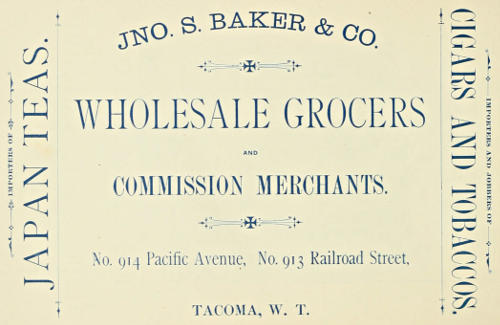 IMPORTERS OF
JAPAN TEAS.
JNO. S. BAKER & CO.
WHOLESALE GROCERS
AND
COMMISSION MERCHANTS.
No. 914 Pacific Avenue, No. 913 Railroad Street,
TACOMA, W. T.
IMPORTERS AND JOBBERS OF
CIGARS AND TOBACCOS.